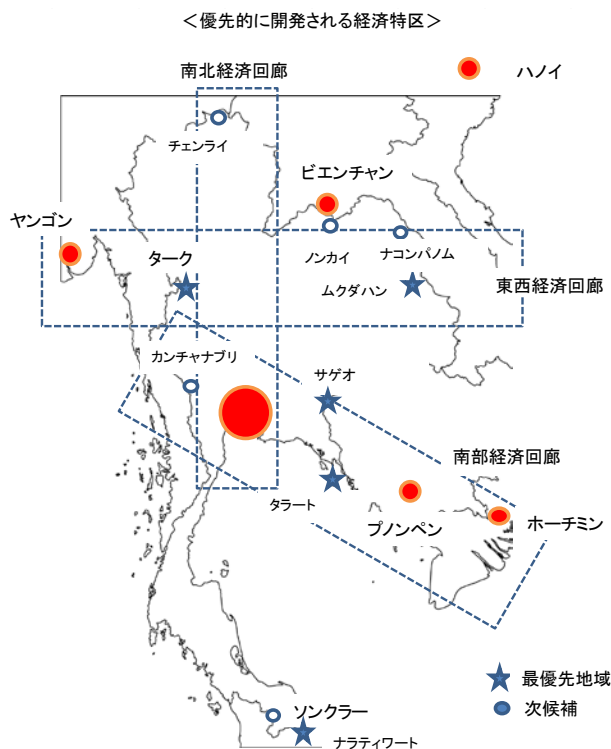 ＜優先的に開発される経済特区＞
南北経済回廊
ハノイ
チェンライ
ビエンチャン
ヤンゴン
ターク
ノンカイ
ナコンパノム
ムクダハン
東西経済回廊
カンチャナブリ
サゲオ
南部経済回廊
タラート
プノンペン
ホーチミン
最優先地域
ソンクラー
次候補
ナラティワート